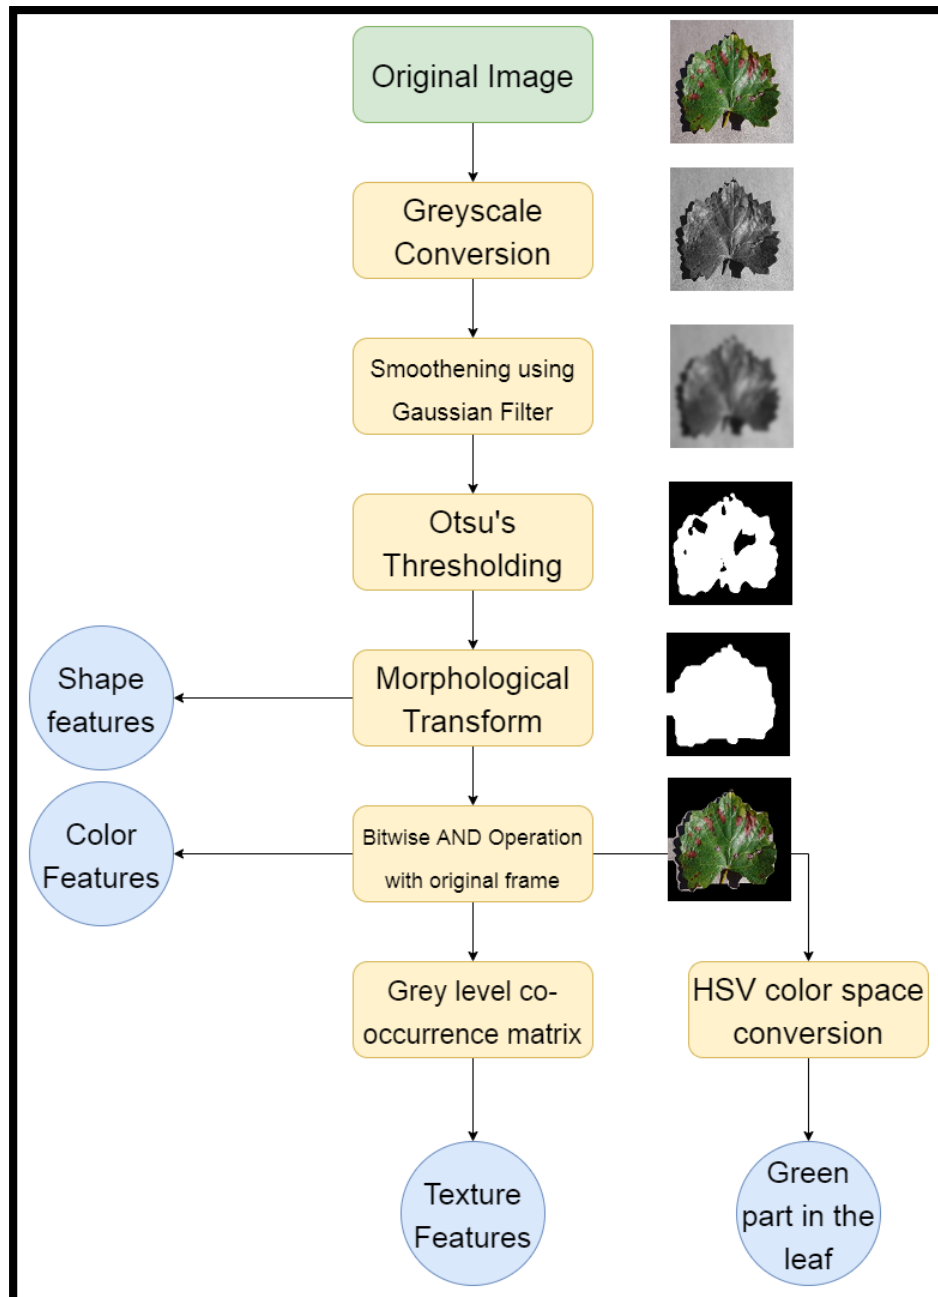 Original Image
Greyscale
Conversion
Smoothening using
Gaussian Filter
Otsu's
Thresholding
Shape
features
Morphological
Transform
Color
Features
Bitwise AND Operation
with original frame
Grey level co-
occurrence matrix
HSV color space
conversion
Texture
Features
Green
part in the
leaf